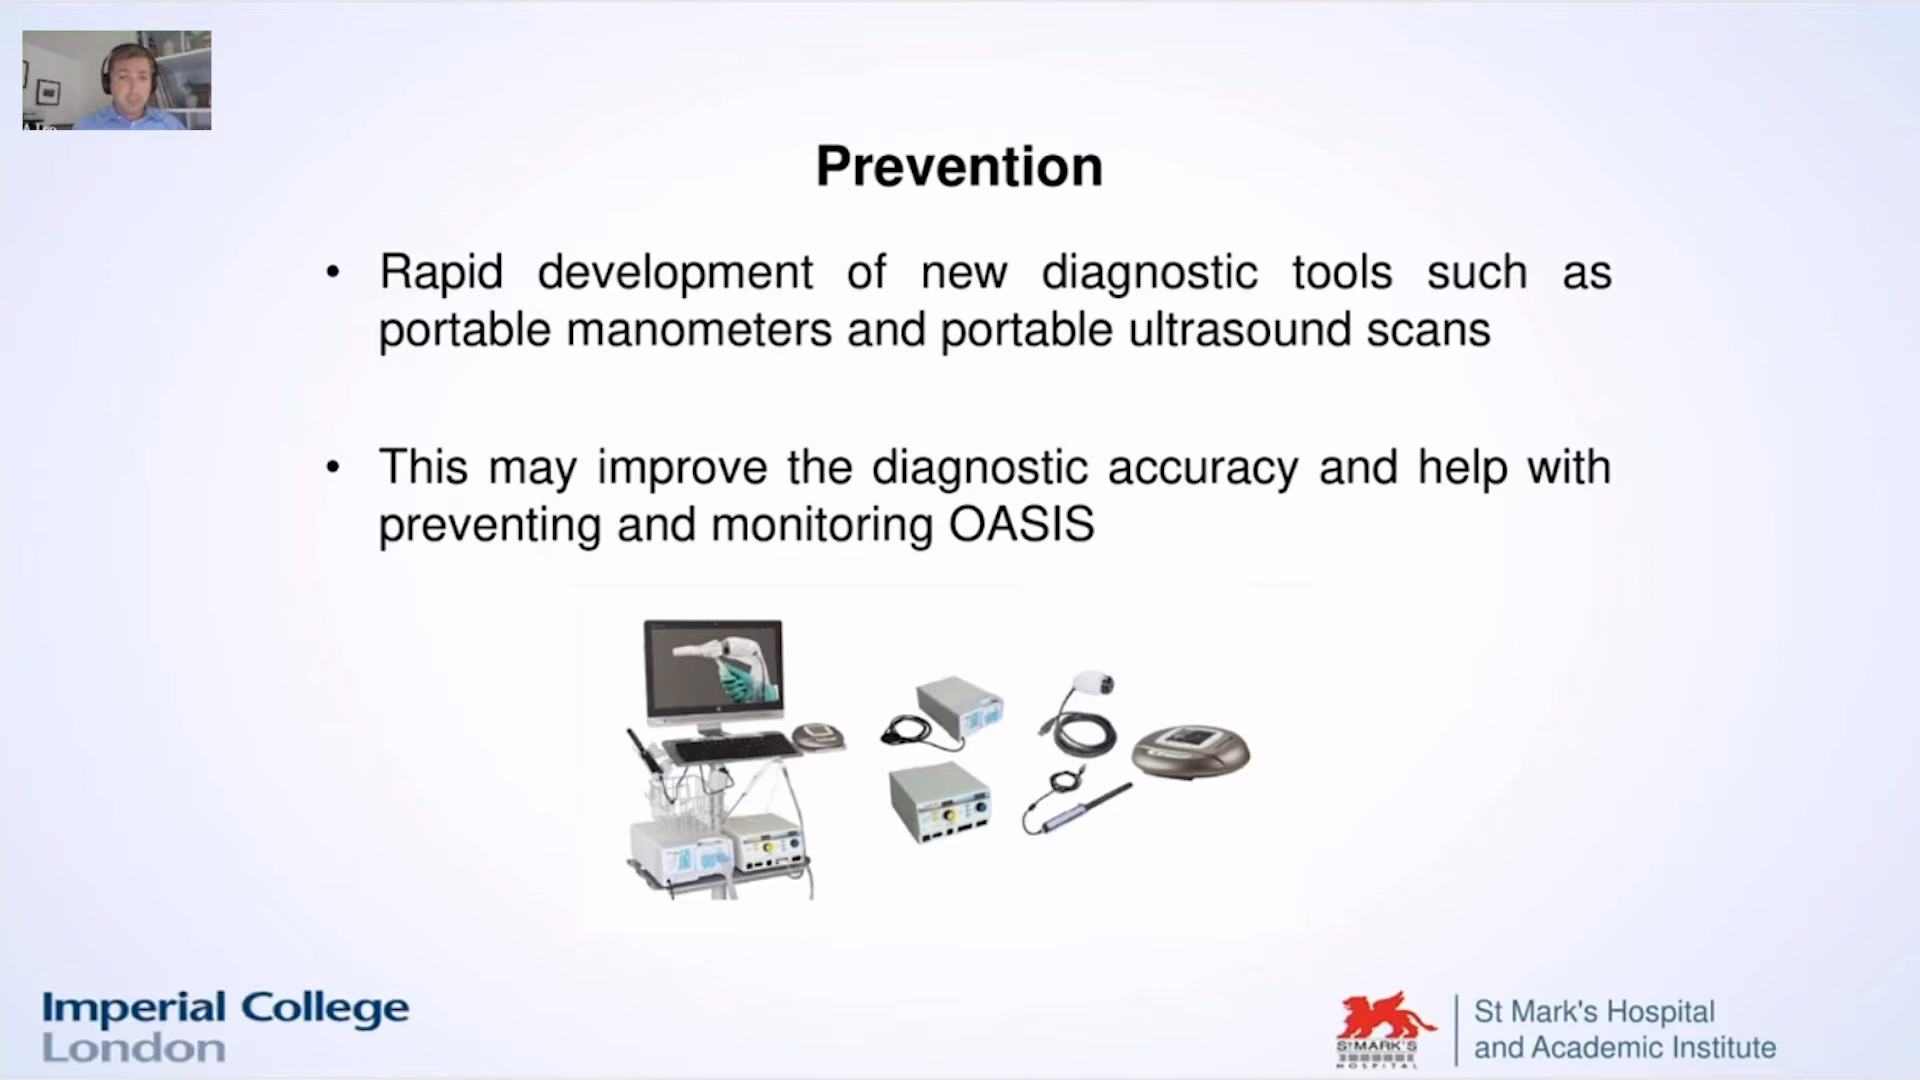 Prevention
• Rapid development of new diagnostic tools such as
portable manometers and portable ultrasound scans
• This may improve the diagnostic accuracy and help with
preventing and monitoring OASIS
Imperial College
London
ST MARK'S
HOSPITAL
St Mark's Hospital
and Academic Institute